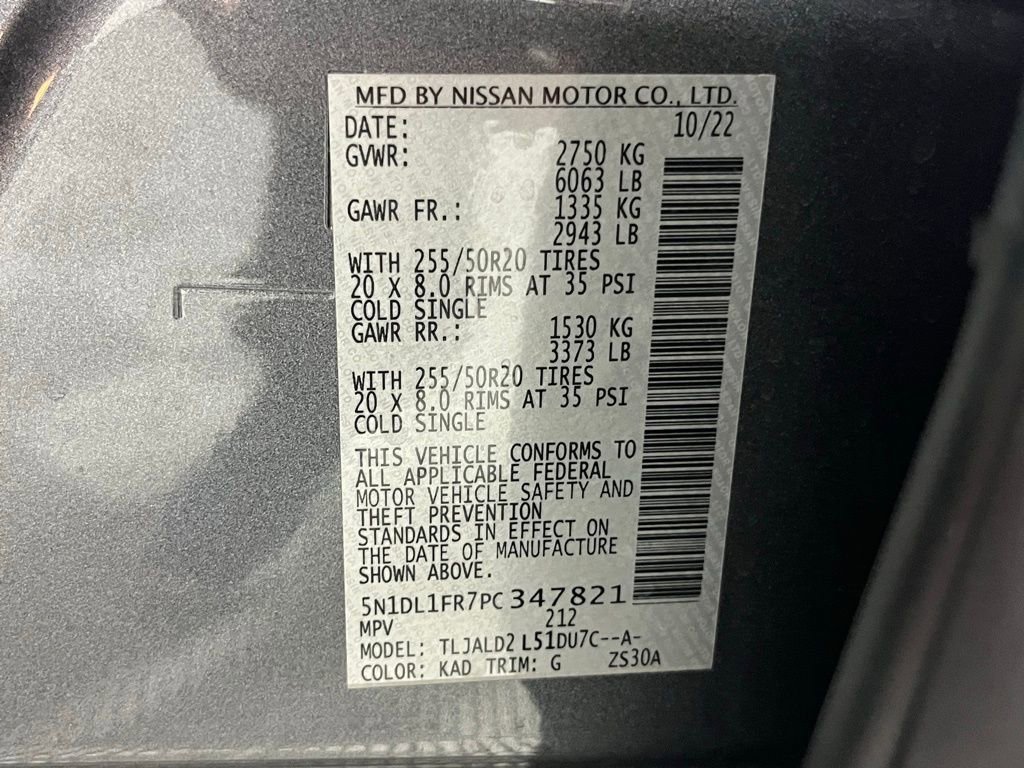 MFD BY NISSAN MOTOR CO., LTD.
DATE: 10/22
GVWR: 2750 KG
6063 LB
GAWR FR.: 1335 KG
2943 LB
WITH 255/50R20 TIRES
20 X 8.0 RIMS AT 35 PSI
COLD SINGLE
GAWR RR.: 1530 KG
3373 LB
WITH 255/50R20 TIRES
20 X 8.0 RIMS AT 35 PSI
COLD SINGLE
THIS VEHICLE CONFORMS TO
ALL APPLICABLE FEDERAL
MOTOR VEHICLE SAFETY AND
THEFT PREVENTION
STANDARDS IN EFFECT ON
THE DATE OF MANUFACTURE
SHOWN ABOVE.
5N1DL1FR7PC347821
MPV 212
MODEL: TLJALD2 L51DU7C--A-
COLOR: KAD TRIM: G ZS30A